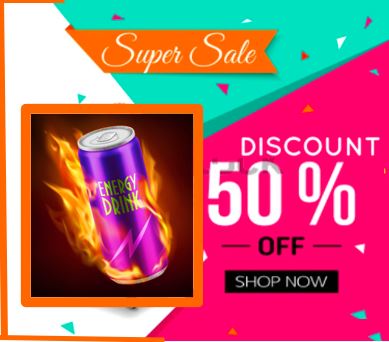 Super Sale
ENERGY
DRINK
DISCOUNT
50%
OFF
SHOP NOW